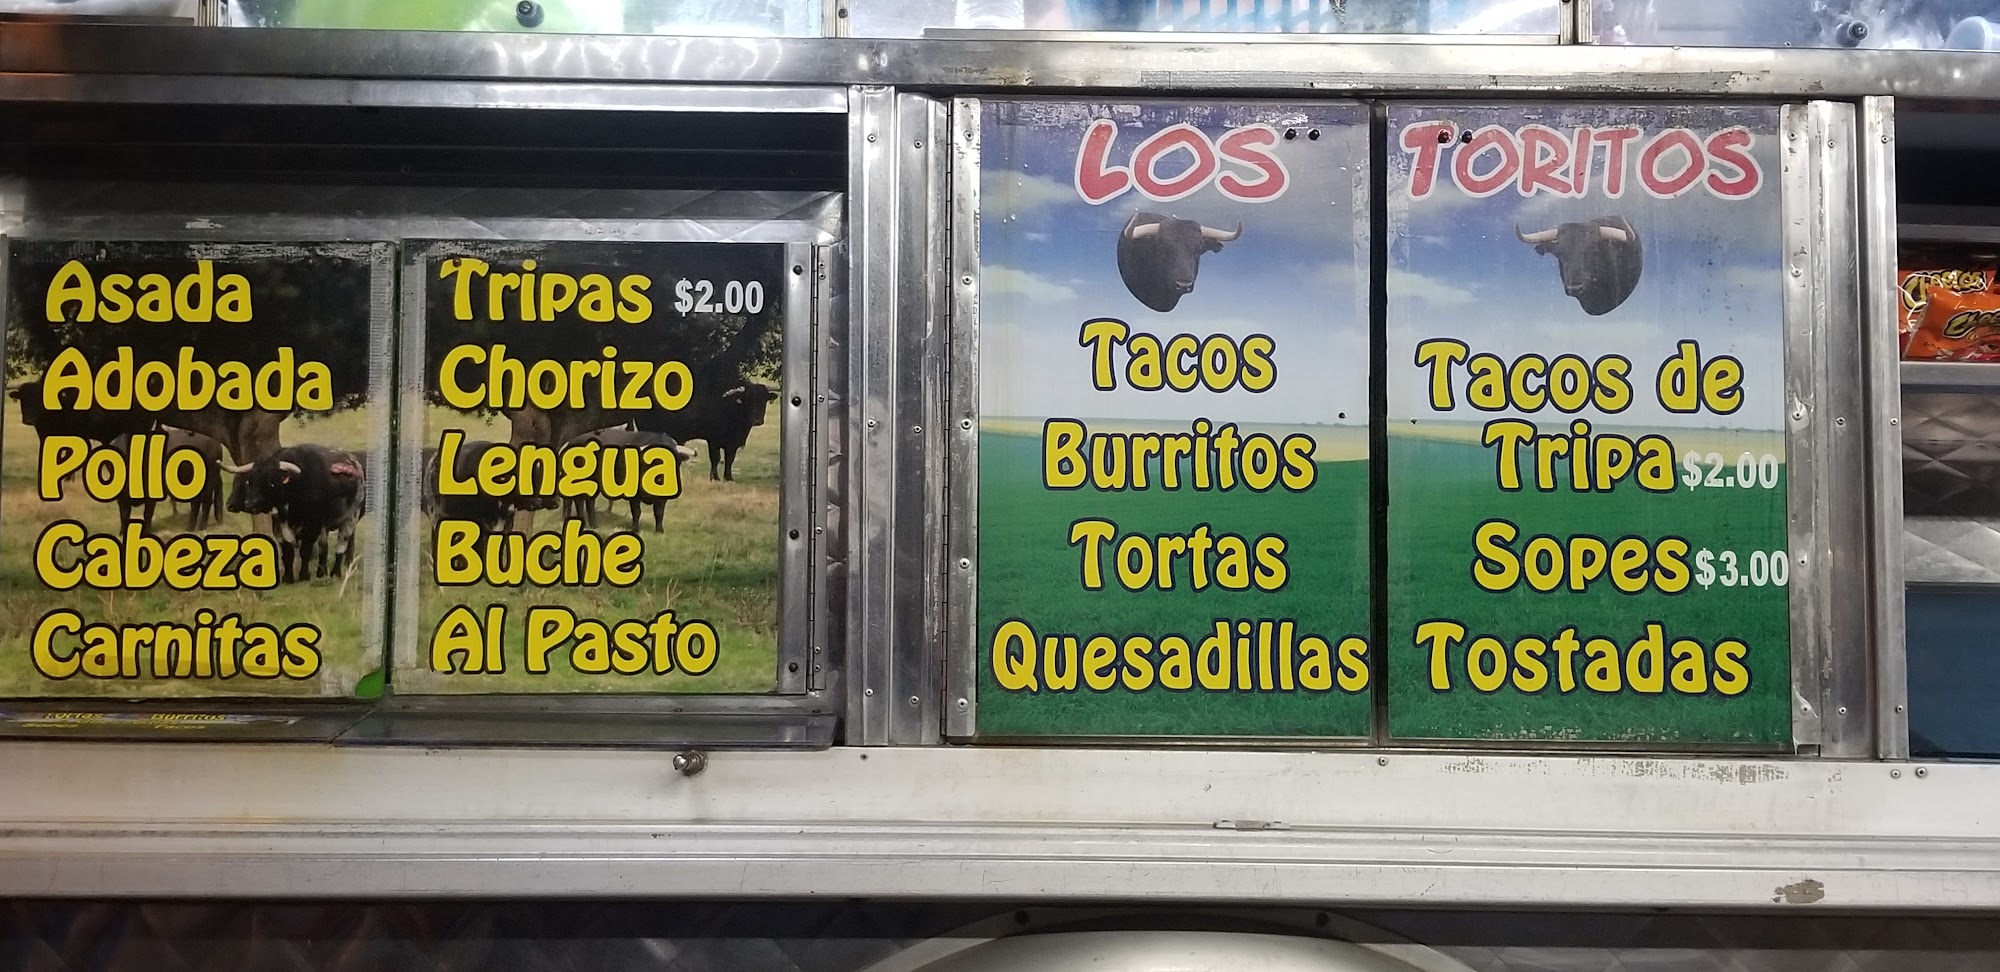 Asada
Adobada
Pollo
Cabeza
Carnitas
Tripas $2.00
Chorizo
Lengua
Buche
Al Pasto
LOS TORITOS
Tacos
Burritos
Tortas
Quesadillas
Tacos de
Tripa $2.00
Sopes $3.00
Tostadas
Cheetos